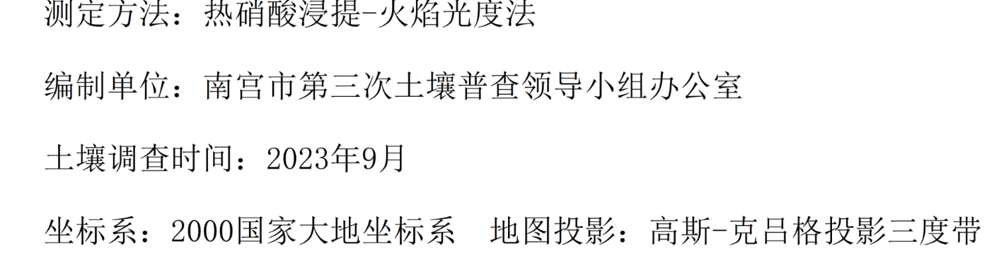 测定方法：热硝酸浸提-火焰光度法
编制单位：南宫市第三次土壤普查领导小组办公室
土壤调查时间：2023年9月
坐标系：2000国家大地坐标系　地图投影：高斯-克吕格投影三度带